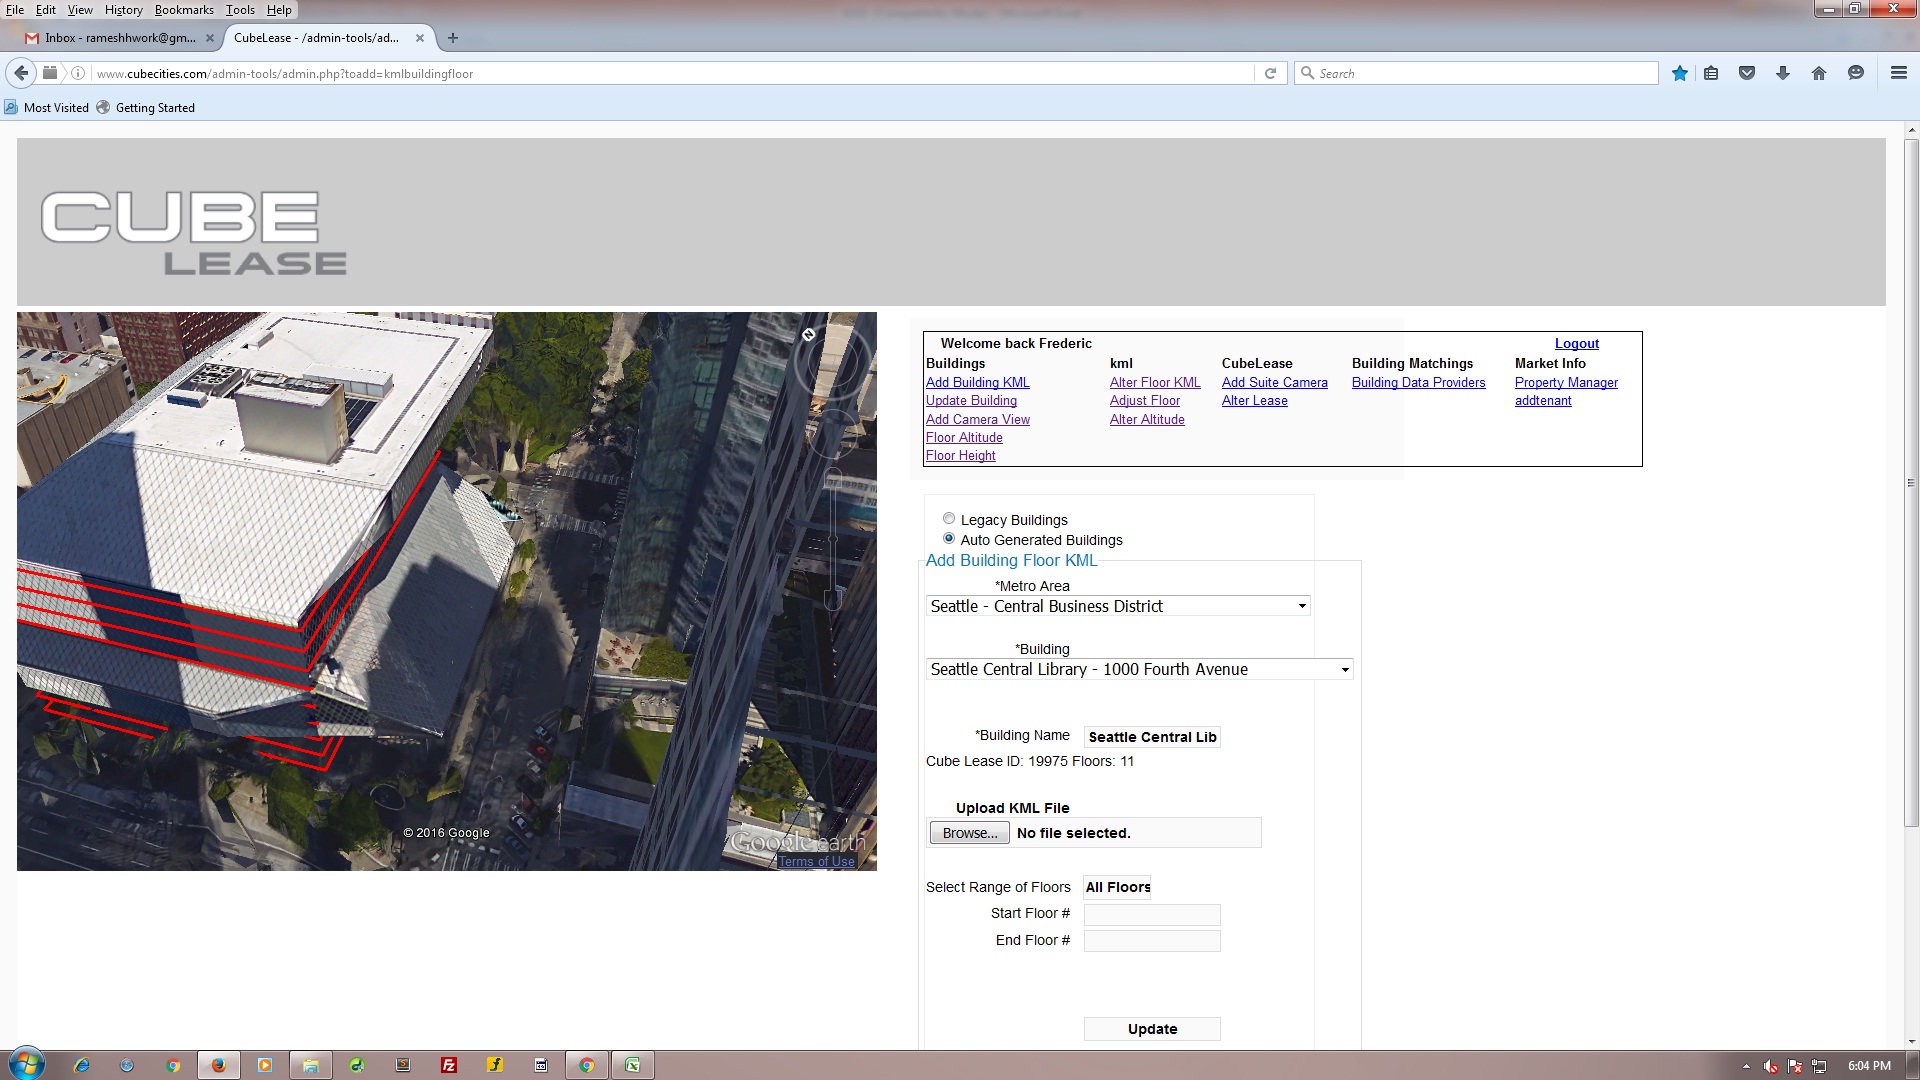 File Edit View History Bookmarks Tools Help
Inbox - rameshhwork@gm... × CubeLease - /admin-tools/ad... × +
www.cubecities.com/admin-tools/admin.php?toadd=kmlbuildingfloor
Search
Most Visited Getting Started
CUBE
LEASE
Welcome back Frederic Logout
Buildings kml CubeLease Building Matchings Market Info
Add Building KML Alter Floor KML Add Suite Camera Building Data Providers Property Manager
Update Building Adjust Floor Alter Lease addtenant
Add Camera View Alter Altitude
Floor Altitude
Floor Height
Legacy Buildings
Auto Generated Buildings
Add Building Floor KML
*Metro Area
Seattle - Central Business District
*Building
Seattle Central Library - 1000 Fourth Avenue
*Building Name Seattle Central Lib
Cube Lease ID: 19975 Floors: 11
Upload KML File
Browse... No file selected.
Select Range of Floors All Floors
Start Floor #
End Floor #
Update
© 2016 Google
Google earth
Terms of Use
6:04 PM